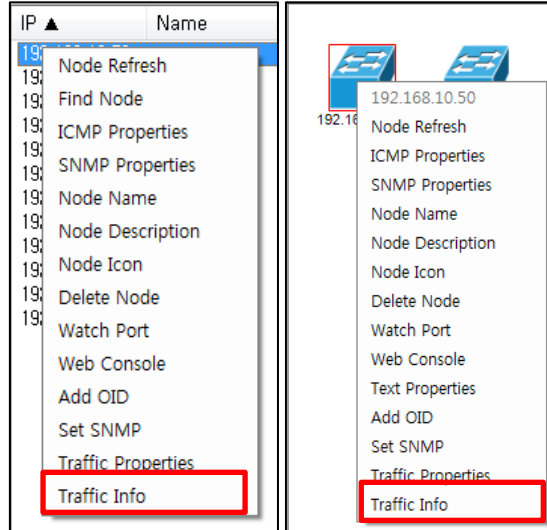 IP ▲ Name
Node Refresh
Find Node
ICMP Properties
SNMP Properties
Node Name
Node Description
Node Icon
Delete Node
Watch Port
Web Console
Add OID
Set SNMP
Traffic Properties
Traffic Info
192.168.10.50
Node Refresh
ICMP Properties
SNMP Properties
Node Name
Node Description
Node Icon
Delete Node
Watch Port
Web Console
Text Properties
Add OID
Set SNMP
Traffic Properties
Traffic Info